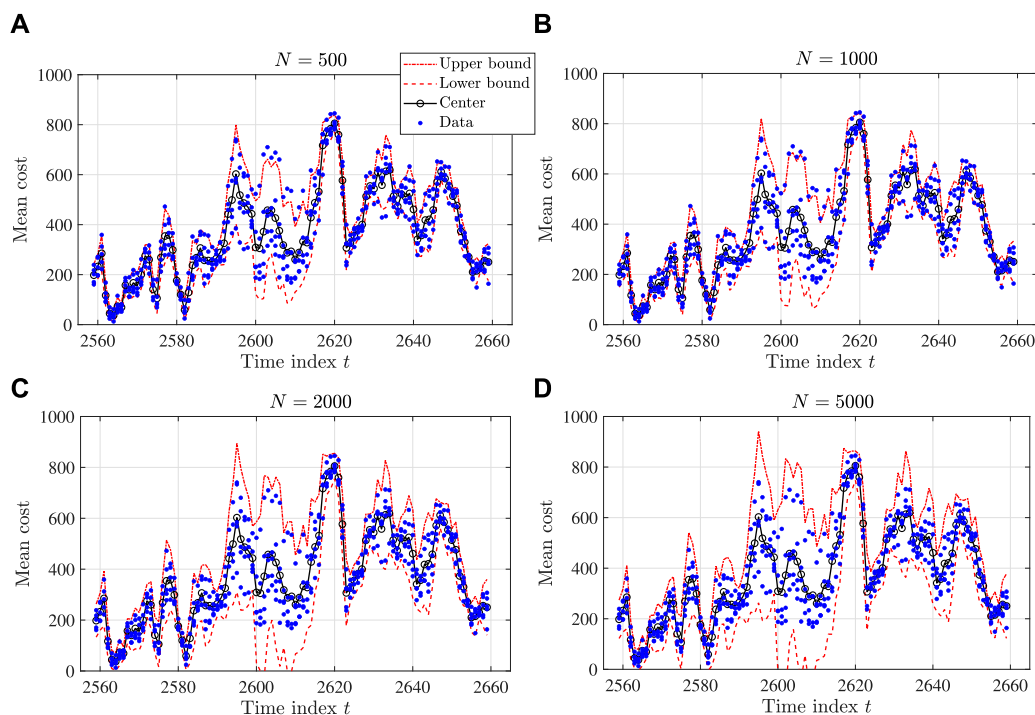 A
B
N = 500
N = 1000
Upper bound
Lower bound
Center
Data
1000
800
600
400
200
0
Mean cost
2560
2580
2600
2620
2640
2660
Time index t
1000
800
600
400
200
0
Mean cost
2560
2580
2600
2620
2640
2660
Time index t
C
D
N = 2000
N = 5000
1000
800
600
400
200
0
Mean cost
2560
2580
2600
2620
2640
2660
Time index t
1000
800
600
400
200
0
Mean cost
2560
2580
2600
2620
2640
2660
Time index t